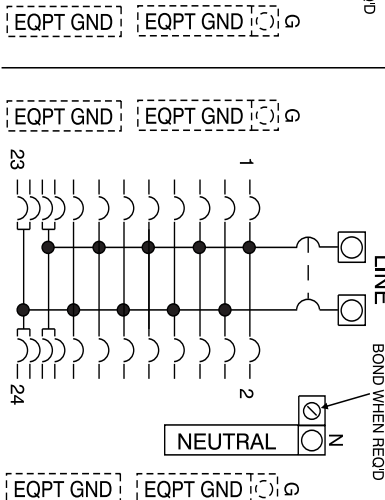 Q'D
EQPT GND
EQPT GND
G
EQPT GND
EQPT GND
G
23
1
LINE
24
2
BOND WHEN REQ'D
NEUTRAL
N
EQPT GND
EQPT GND
G